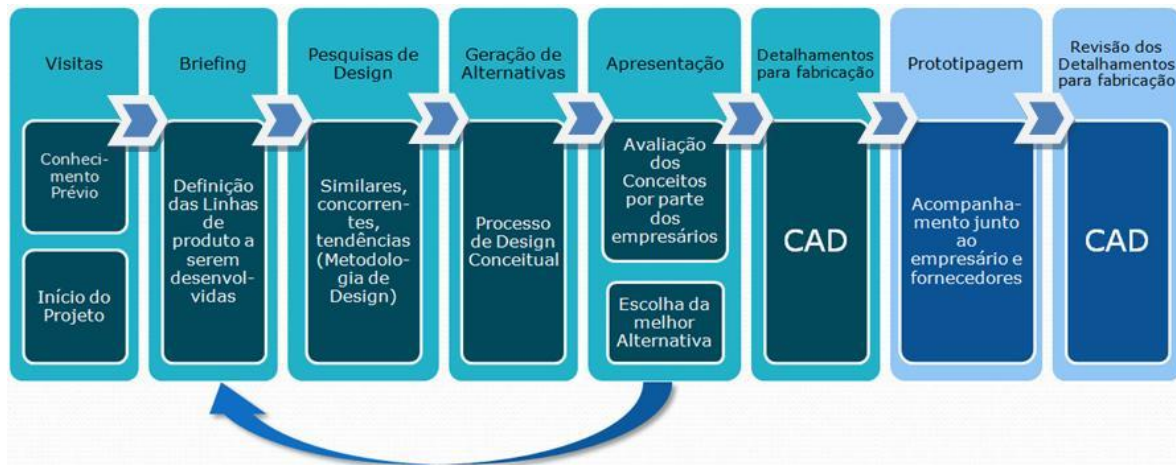 Visitas
Conheci-
mento
Prévio
Início do
Projeto
Briefing
Definição
das Linhas
de
produto a
serem
desenvol-
vidas
Pesquisas de
Design
Similares,
concorrentes,
tendências
(Metodolo-
gia de
Design)
Geração de
Alternativas
Processo
de Design
Conceitual
Apresentação
Avaliação
dos
Conceitos
por parte
dos
empresários
Escolha da
melhor
Alternativa
Detalhamentos
para fabricação
CAD
Prototipagem
Acompanha-
mento junto
ao
empresário e
fornecedores
Revisão dos
Detalhamentos
para fabricação
CAD